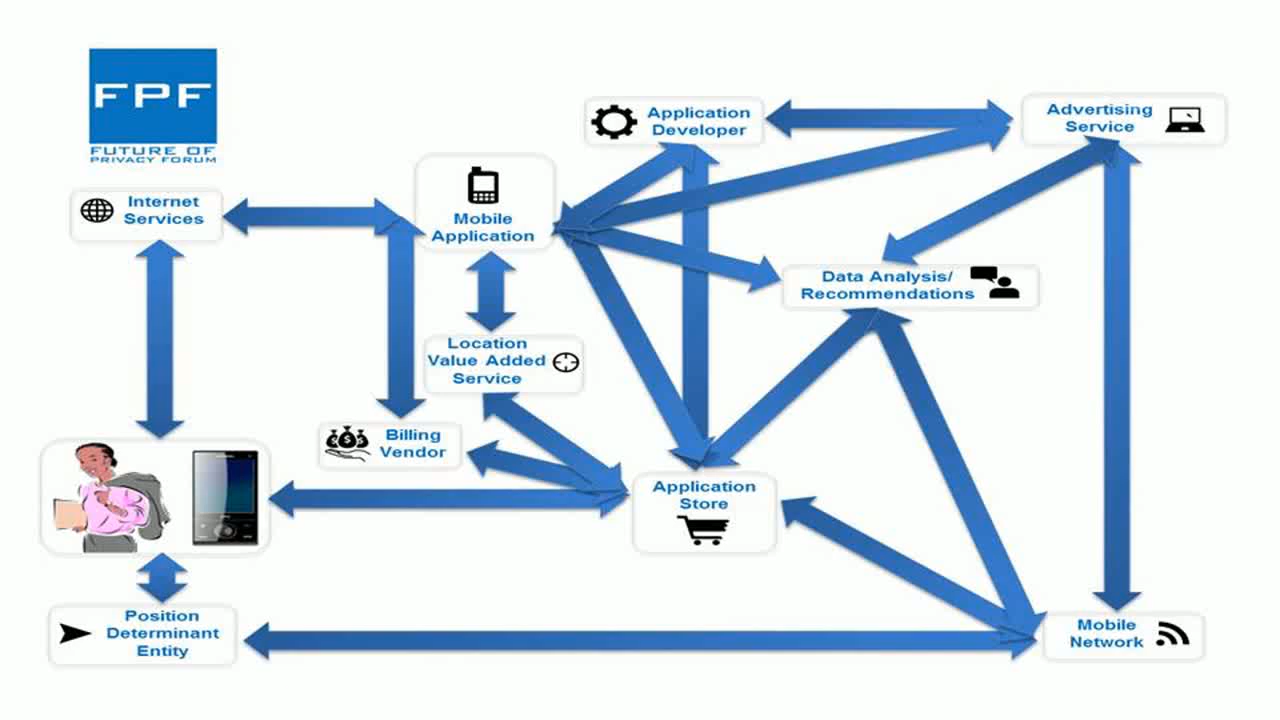 FPF
FUTURE OF
PRIVACY FORUM
Application
Developer
Advertising
Service
Internet
Services
Mobile
Application
Data Analysis/
Recommendations
Location
Value Added
Service
Billing
Vendor
Application
Store
Position
Determinant
Entity
Mobile
Network